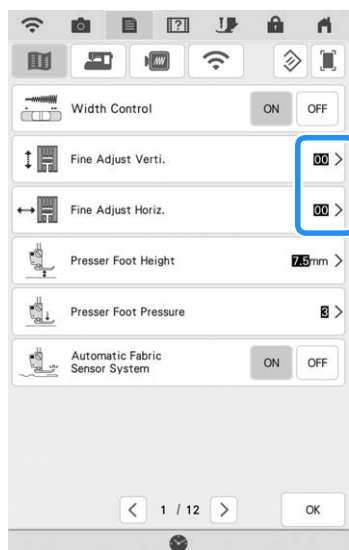 Width Control ON OFF
Fine Adjust Verti. 00 >
Fine Adjust Horiz. 00 >
Presser Foot Height 7.5mm >
Presser Foot Pressure 3 >
Automatic Fabric
Sensor System ON OFF
< 1 / 12 > OK